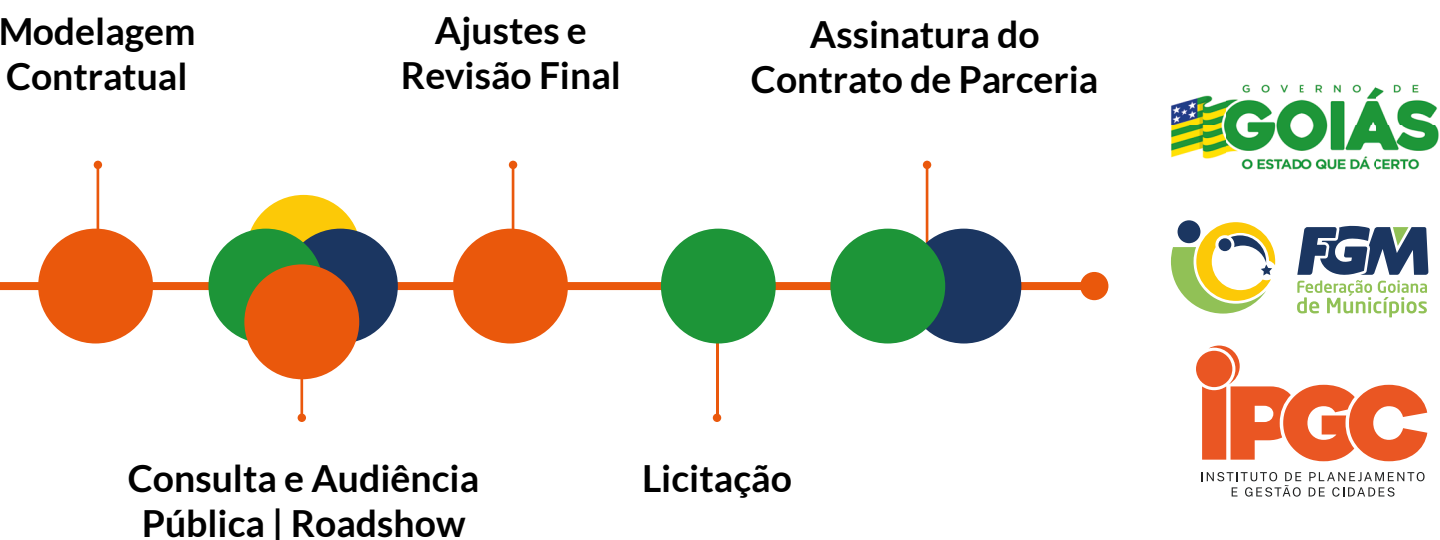 Modelagem
Contratual
Ajustes e
Revisão Final
Assinatura do
Contrato de Parceria
Consulta e Audiência
Pública | Roadshow
Licitação
GOVERNO DE
GOIÁS
O ESTADO QUE DÁ CERTO
FGM
Federação Goiana
de Municípios
iPGC
INSTITUTO DE PLANEJAMENTO
E GESTÃO DE CIDADES